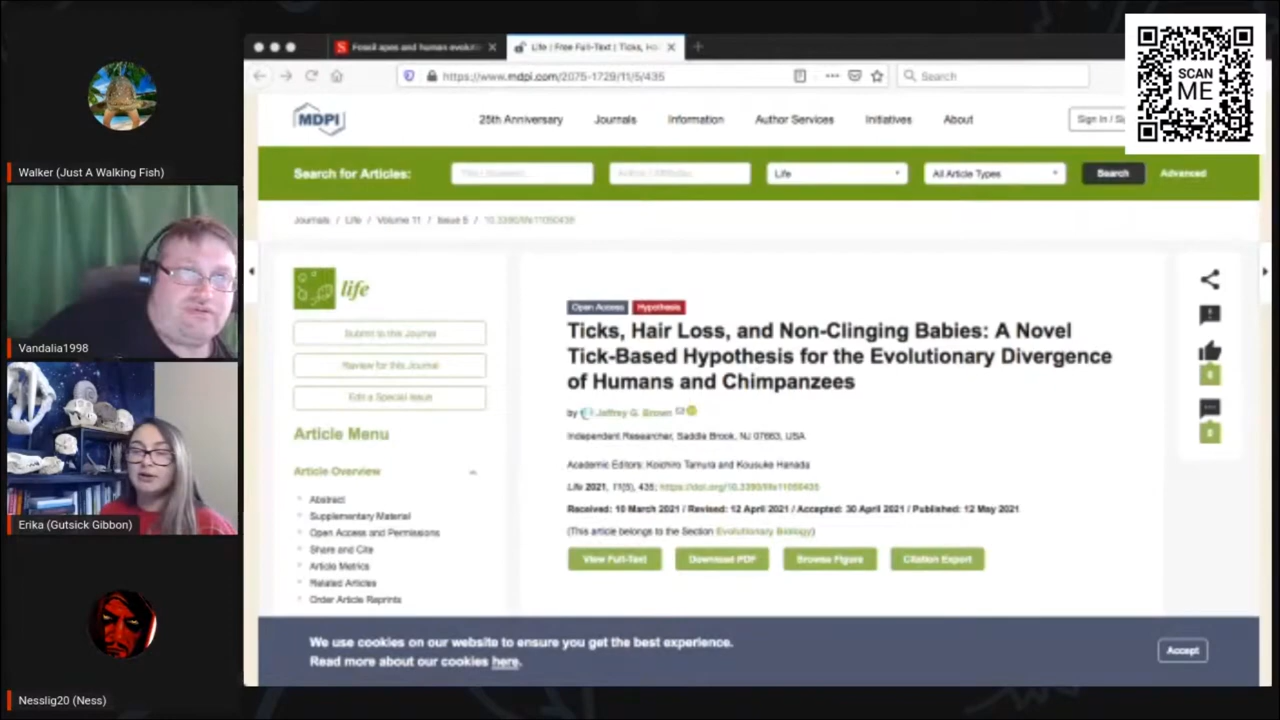 Fossil apes and human evoluti
Life | Free Full-Text | Ticks, Ha
https://www.mdpi.com/2075-1729/11/5/435
Search
SCAN
ME
MDPI
25th Anniversary
Journals
Information
Author Services
Initiatives
About
Sign In / Si
Search for Articles:
Life
All Article Types
Search
Advanced
Journals / Life / Volume 11 / Issue 5 / 10.3390/life11050435
life
Submit to this Journal
Review for this Journal
Edit a Special Issue
Article Menu
Article Overview
Abstract
Supplementary Material
Open Access and Permissions
Share and Cite
Article Metrics
Related Articles
Order Article Reprints
Open Access Hypothesis
Ticks, Hair Loss, and Non-Clinging Babies: A Novel
Tick-Based Hypothesis for the Evolutionary Divergence
of Humans and Chimpanzees
by Jeffrey G. Brown
Independent Researcher, Saddle Brook, NJ 07663, USA
Academic Editors: Koichiro Tamura and Kousuke Hanada
Life 2021, 11(5), 435; https://doi.org/10.3390/life11050435
Received: 10 March 2021 / Revised: 12 April 2021 / Accepted: 30 April 2021 / Published: 12 May 2021
(This article belongs to the Section Evolutionary Biology)
View Full-Text
Download PDF
Browse Figure
Citation Export
We use cookies on our website to ensure you get the best experience.
Read more about our cookies here.
Accept
Walker (Just A Walking Fish)
Vandalia1998
Erika (Gutsick Gibbon)
Nesslig20 (Ness)